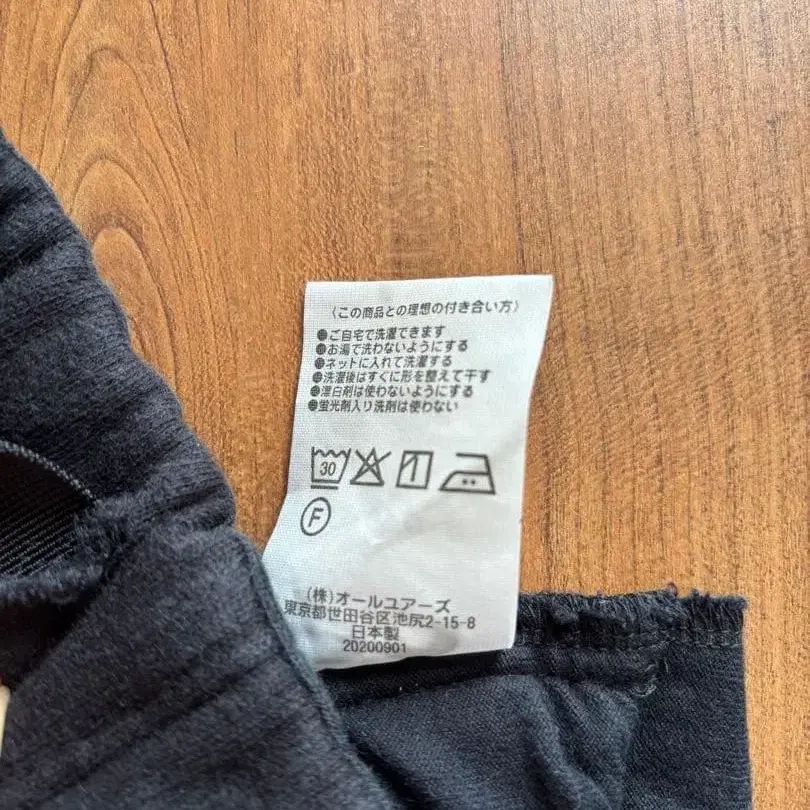 〈この商品との理想の付き合い方〉
●ご自宅で洗濯できます
●お湯で洗わないようにする
●ネットに入れて洗濯する
●洗濯後はすぐに形を整えて干す
●漂白剤は使わないようにする
●蛍光剤入り洗剤は使わない
30
F
(株)オールユアーズ
東京都世田谷区池尻2-15-8
日本製
20200901